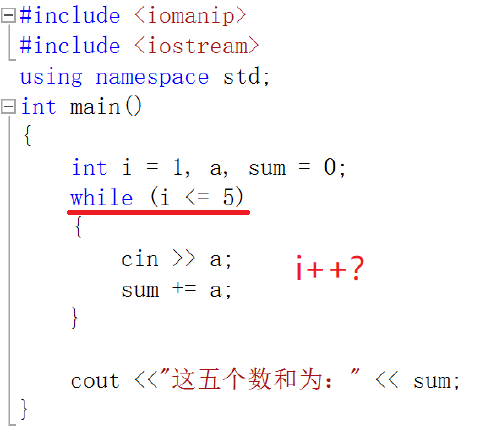 #include <iomanip>
#include <iostream>
using namespace std;
int main()
{
int i = 1, a, sum = 0;
while (i <= 5)
{
cin >> a;
i++?
sum += a;
}
cout <<"这五个数和为：" << sum;
}